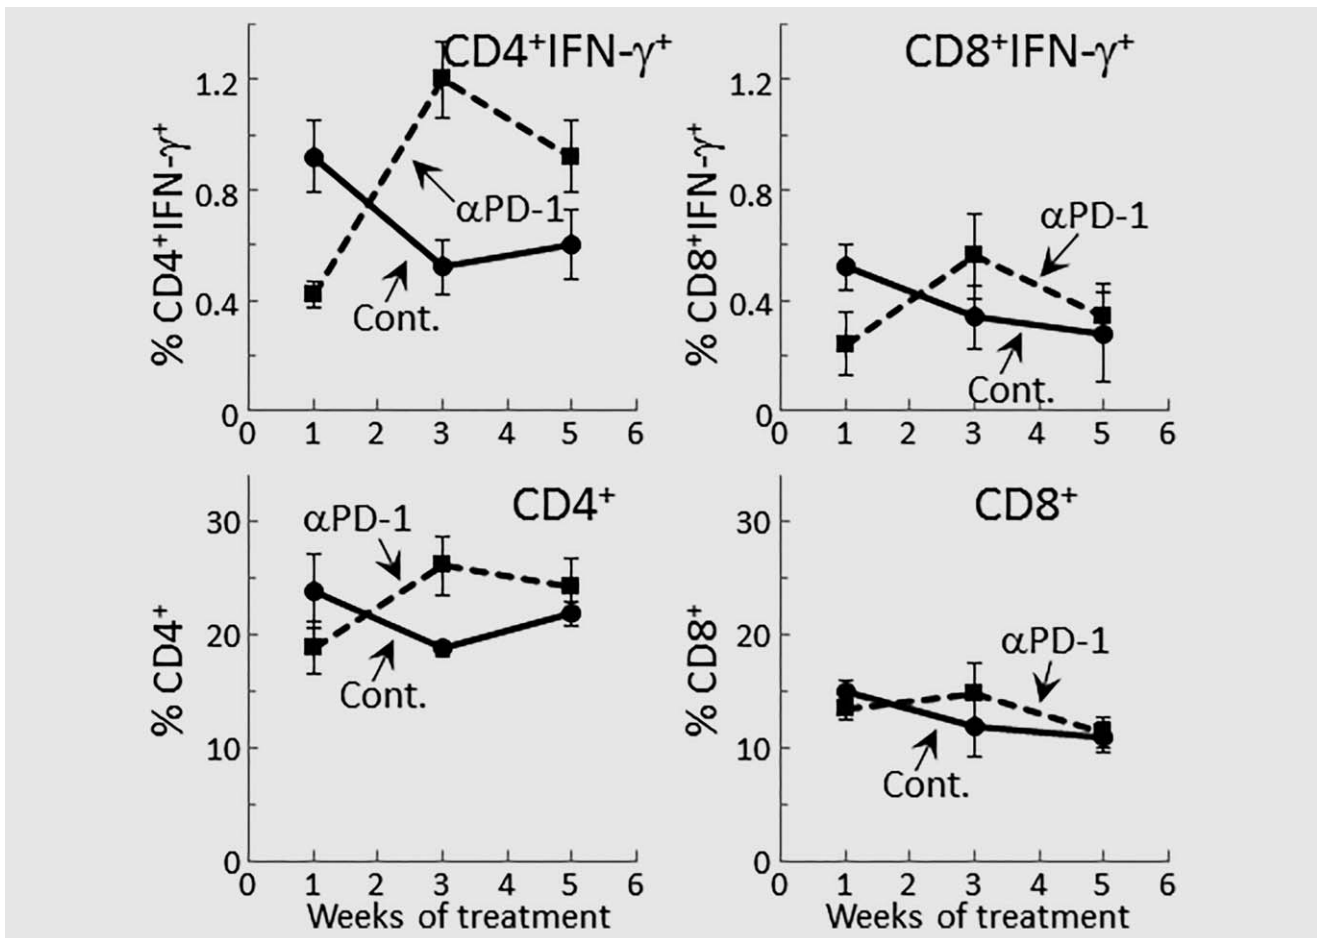 CD4⁺IFN-γ⁺
% CD4⁺IFN-γ⁺
1.2
0.8
0.4
0
αPD-1
Cont.
0 1 2 3 4 5 6
CD8⁺IFN-γ⁺
% CD8⁺IFN-γ⁺
1.2
0.8
0.4
0
αPD-1
Cont.
0 1 2 3 4 5 6
CD4⁺
% CD4⁺
30
20
10
0
αPD-1
Cont.
0 1 2 3 4 5 6
Weeks of treatment
CD8⁺
% CD8⁺
30
20
10
0
αPD-1
Cont.
0 1 2 3 4 5 6
Weeks of treatment